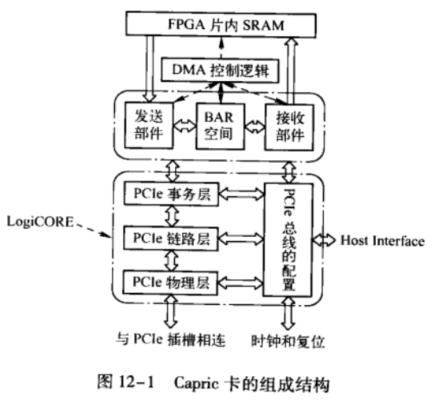 FPGA 片内 SRAM
DMA 控制逻辑
发送
部件
BAR
空间
接收
部件
PCIe 事务层
PCIe 链路层
PCIe 物理层
PCIe 总线的配置
LogiCORE
Host Interface
与 PCIe 插槽相连
时钟和复位
图 12-1 Capric 卡的组成结构